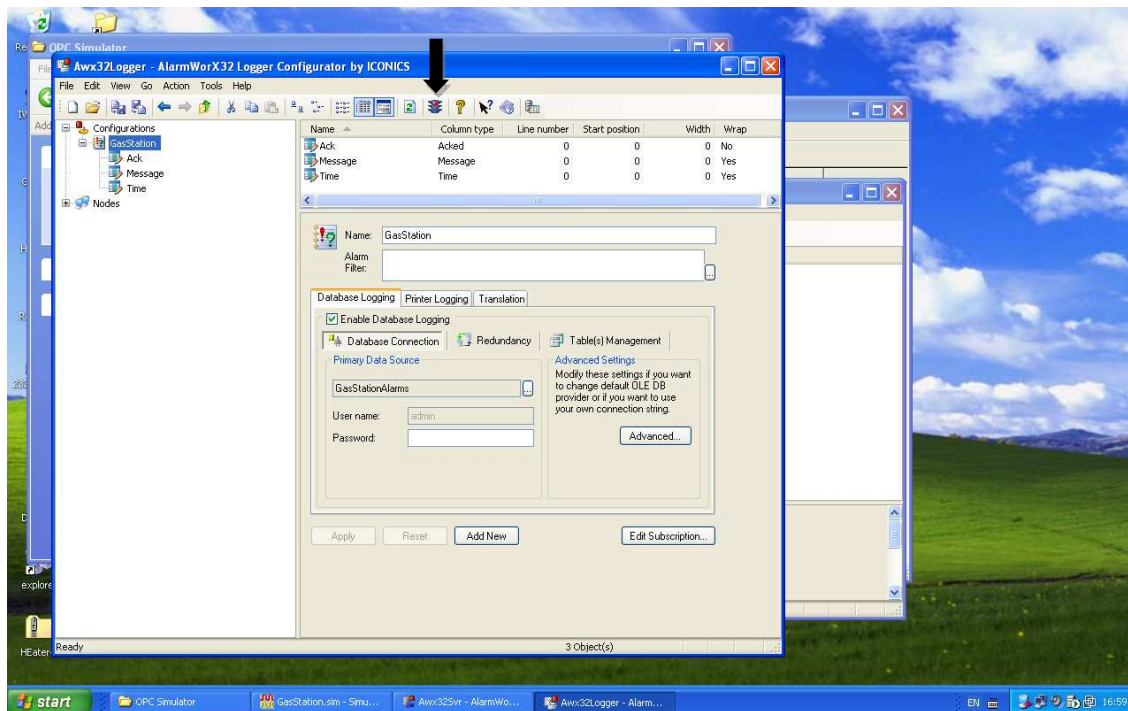 Re
OPC Simulator
File
Awx32Logger - AlarmWorX32 Logger Configurator by ICONICS
File Edit View Go Action Tools Help
Add
Configurations
GasStation
Ack
Message
Time
Nodes
Name Column type Line number Start position Width Wrap
Ack Acked 0 0 0 No
Message Message 0 0 0 Yes
Time Time 0 0 0 Yes
Name: GasStation
Alarm
Filter:
...
Database Logging Printer Logging Translation
Enable Database Logging
Database Connection Redundancy Table(s) Management
Primary Data Source
GasStationAlarms
...
User name: admin
Password:
Advanced Settings
Modify these settings if you want
to change default OLE DB
provider or if you want to use
your own connection string.
Advanced...
Apply Reset Add New Edit Subscription...
explore
HEater
Ready 3 Object(s)
start OPC Simulator GasStation.sim - Simu... Awx32Svr - AlarmWo... Awx32Logger - Alarm... EN 16:59